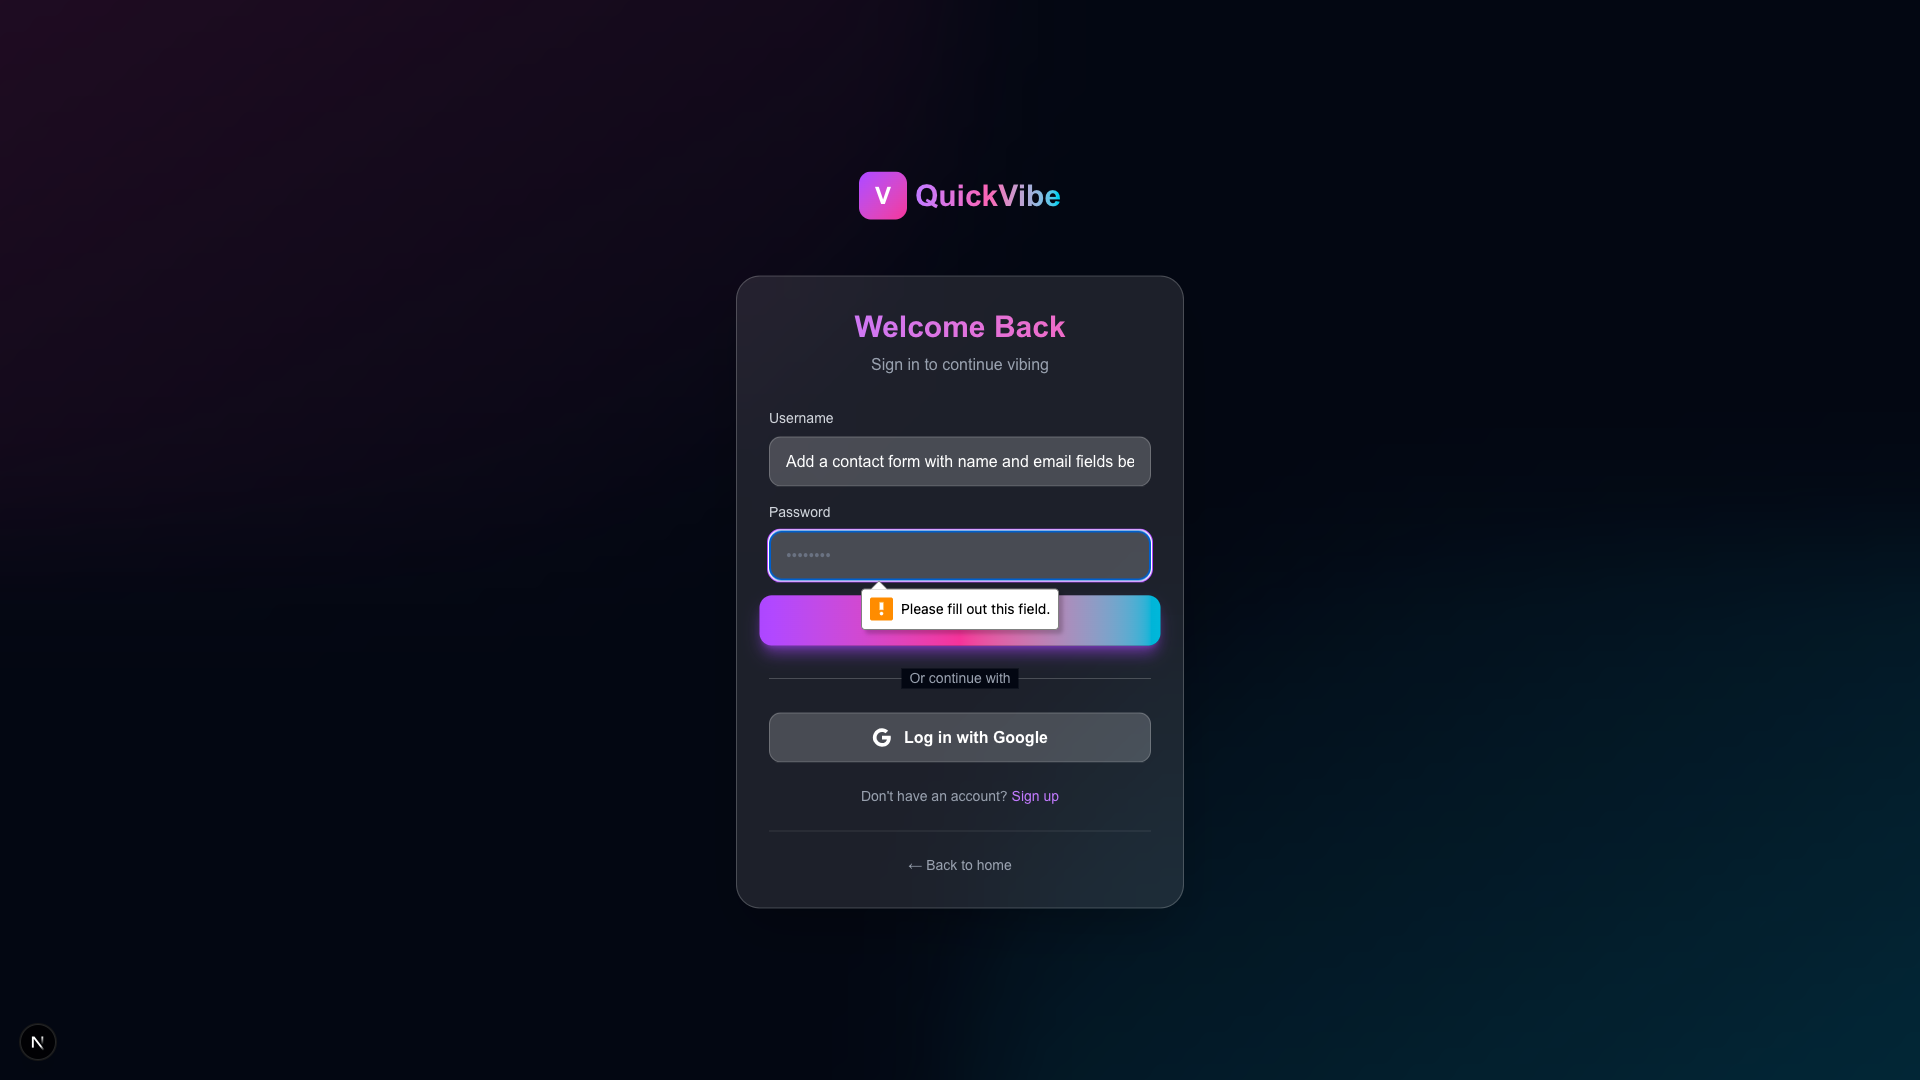 V QuickVibe
Welcome Back
Sign in to continue vibing
Username
Add a contact form with name and email fields be
Password
••••••••
Please fill out this field.
Or continue with
G Log in with Google
Don't have an account? Sign up
← Back to home
N